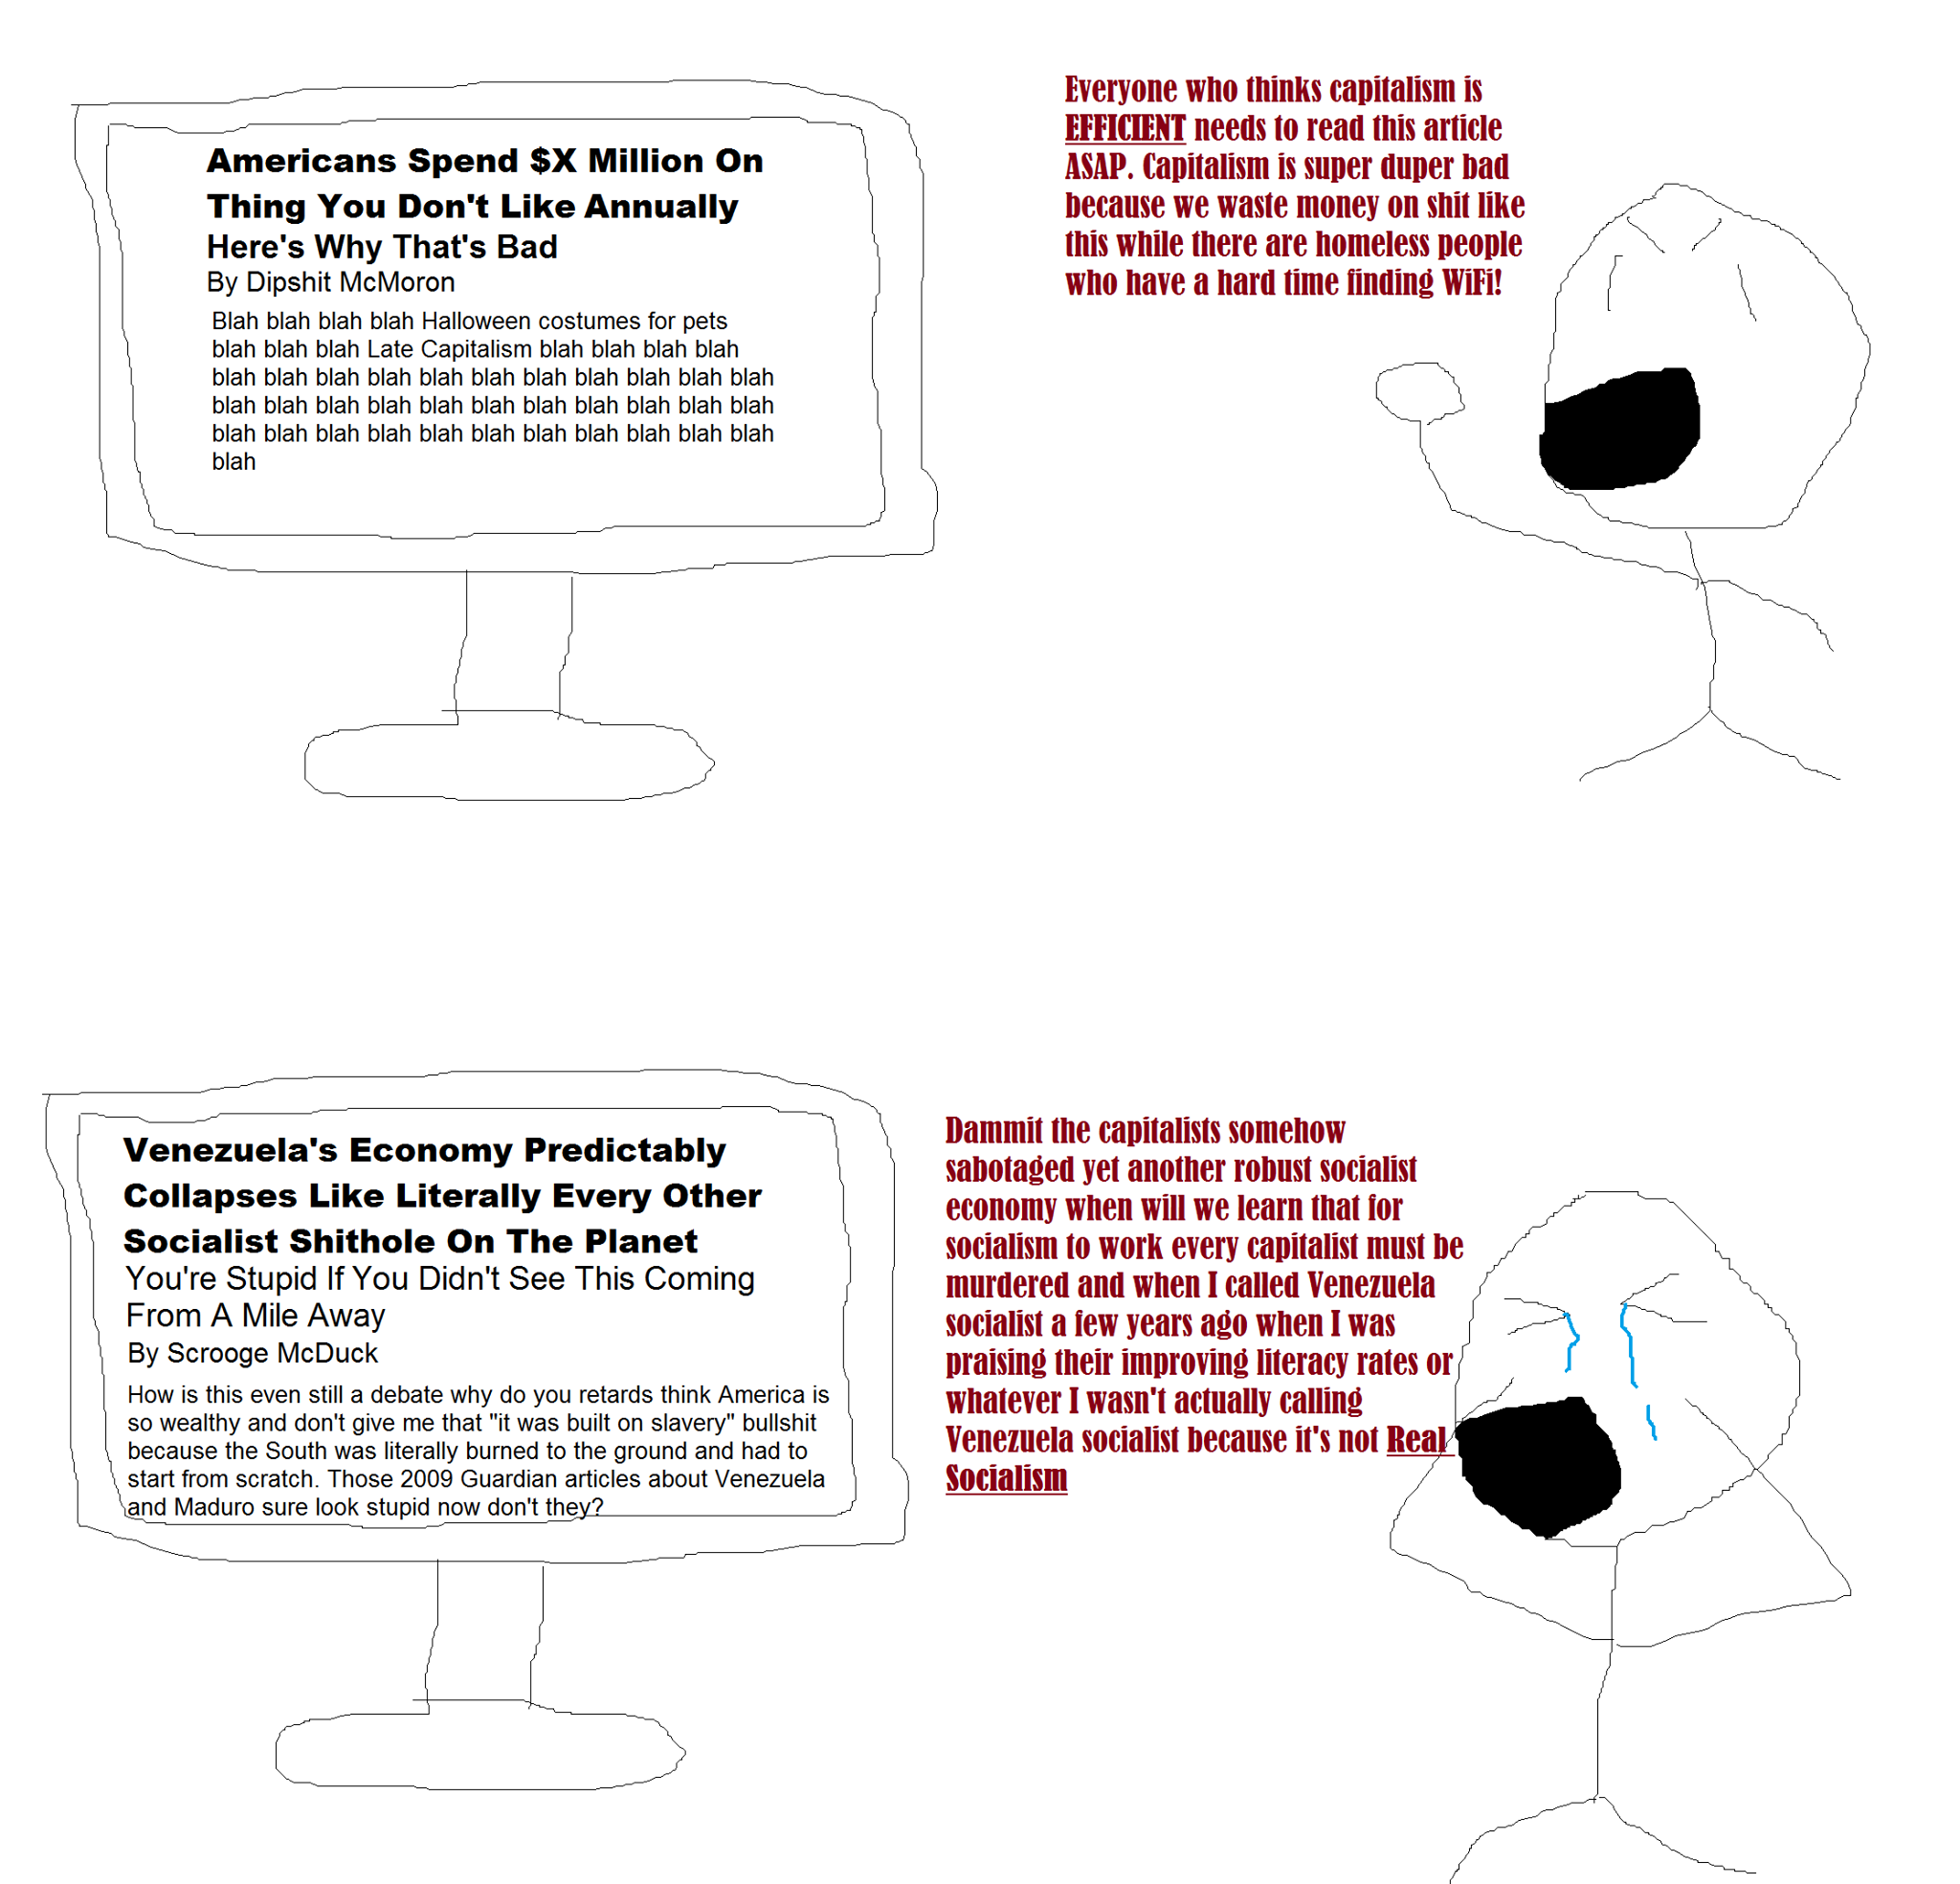 Americans Spend $X Million On
Thing You Don't Like Annually
Here's Why That's Bad
By Dipshit McMoron
Blah blah blah blah Halloween costumes for pets
blah blah blah Late Capitalism blah blah blah blah
blah blah blah blah blah blah blah blah blah blah blah
blah blah blah blah blah blah blah blah blah blah blah
blah blah blah blah blah blah blah blah blah blah blah
blah
Everyone who thinks capitalism is
EFFICIENT needs to read this article
ASAP. Capitalism is super duper bad
because we waste money on shit like
this while there are homeless people
who have a hard time finding WiFi!
Venezuela's Economy Predictably
Collapses Like Literally Every Other
Socialist Shithole On The Planet
You're Stupid If You Didn't See This Coming
From A Mile Away
By Scrooge McDuck
How is this even still a debate why do you retards think America is
so wealthy and don't give me that "it was built on slavery" bullshit
because the South was literally burned to the ground and had to
start from scratch. Those 2009 Guardian articles about Venezuela
and Maduro sure look stupid now don't they?
Dammit the capitalists somehow
sabotaged yet another robust socialist
economy when will we learn that for
socialism to work every capitalist must be
murdered and when I called Venezuela
socialist a few years ago when I was
praising their improving literacy rates or
whatever I wasn't actually calling
Venezuela socialist because it's not Real
Socialism